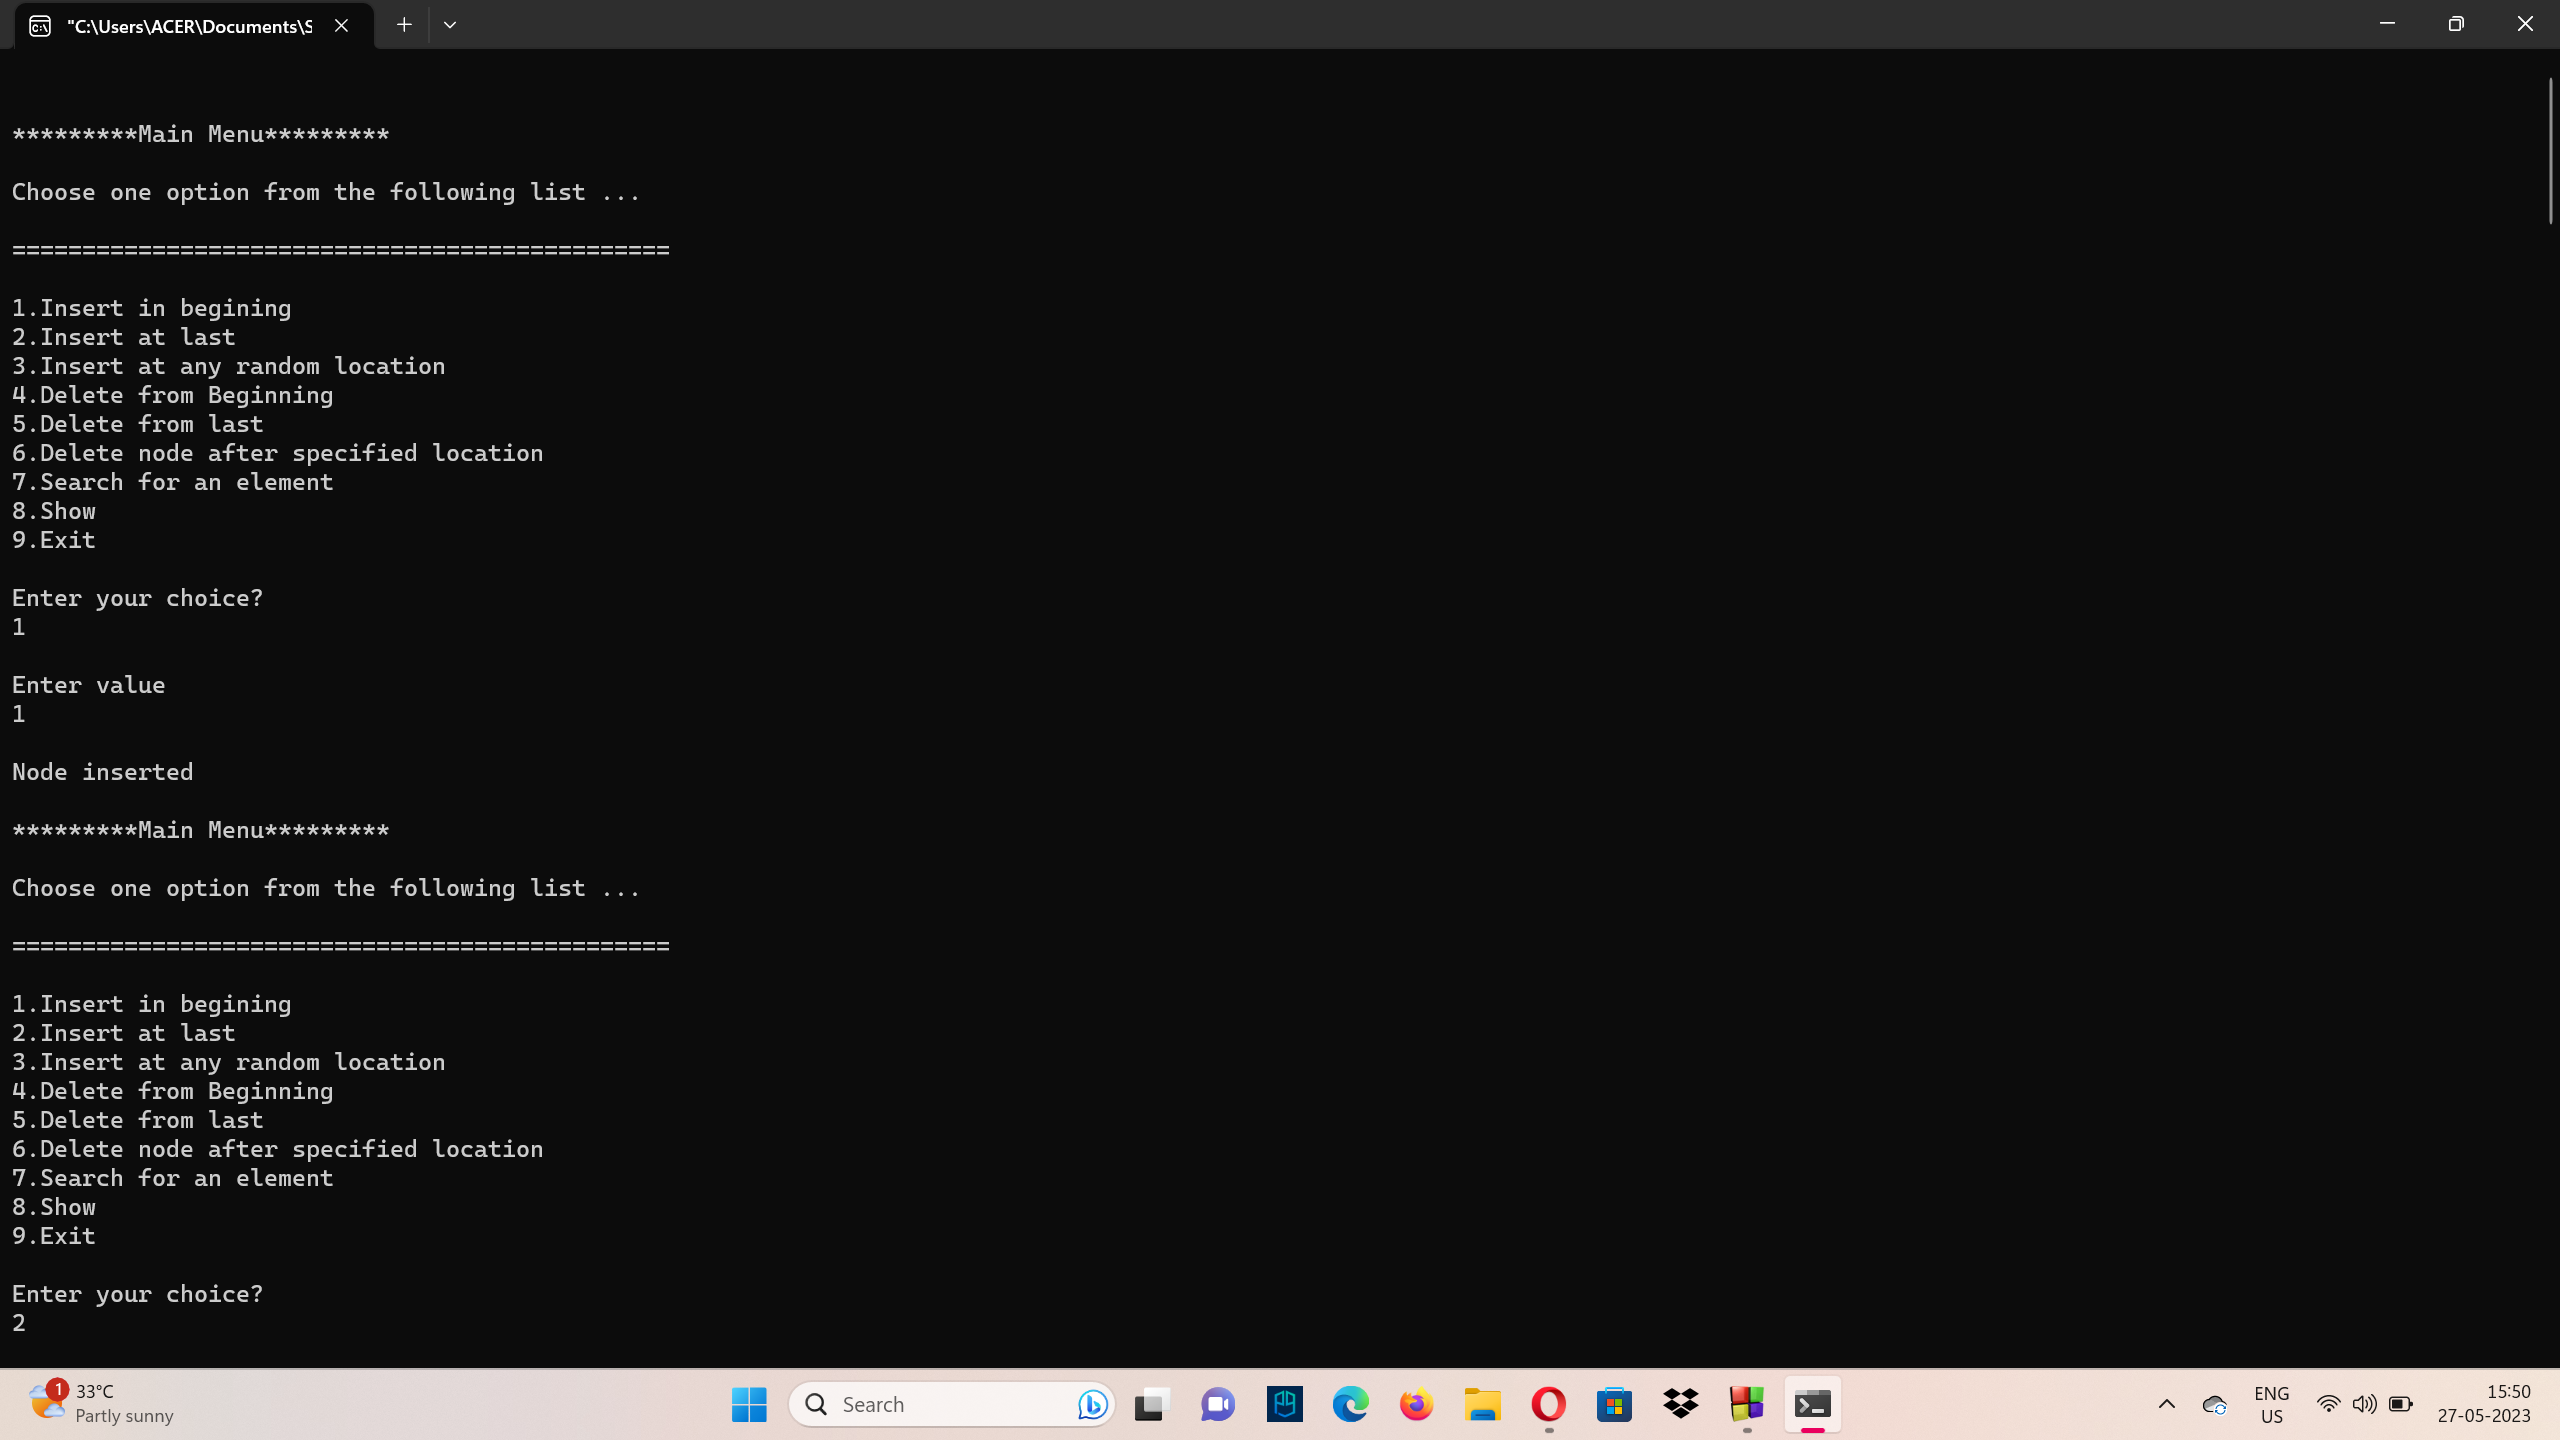 "C:\Users\ACER\Documents\S
*********Main Menu*********
Choose one option from the following list ...
===============================================
1.Insert in begining
2.Insert at last
3.Insert at any random location
4.Delete from Beginning
5.Delete from last
6.Delete node after specified location
7.Search for an element
8.Show
9.Exit
Enter your choice?
1
Enter value
1
Node inserted
*********Main Menu*********
Choose one option from the following list ...
===============================================
1.Insert in begining
2.Insert at last
3.Insert at any random location
4.Delete from Beginning
5.Delete from last
6.Delete node after specified location
7.Search for an element
8.Show
9.Exit
Enter your choice?
2
1
33°C
Partly sunny
Search
ENG
US
15:50
27-05-2023